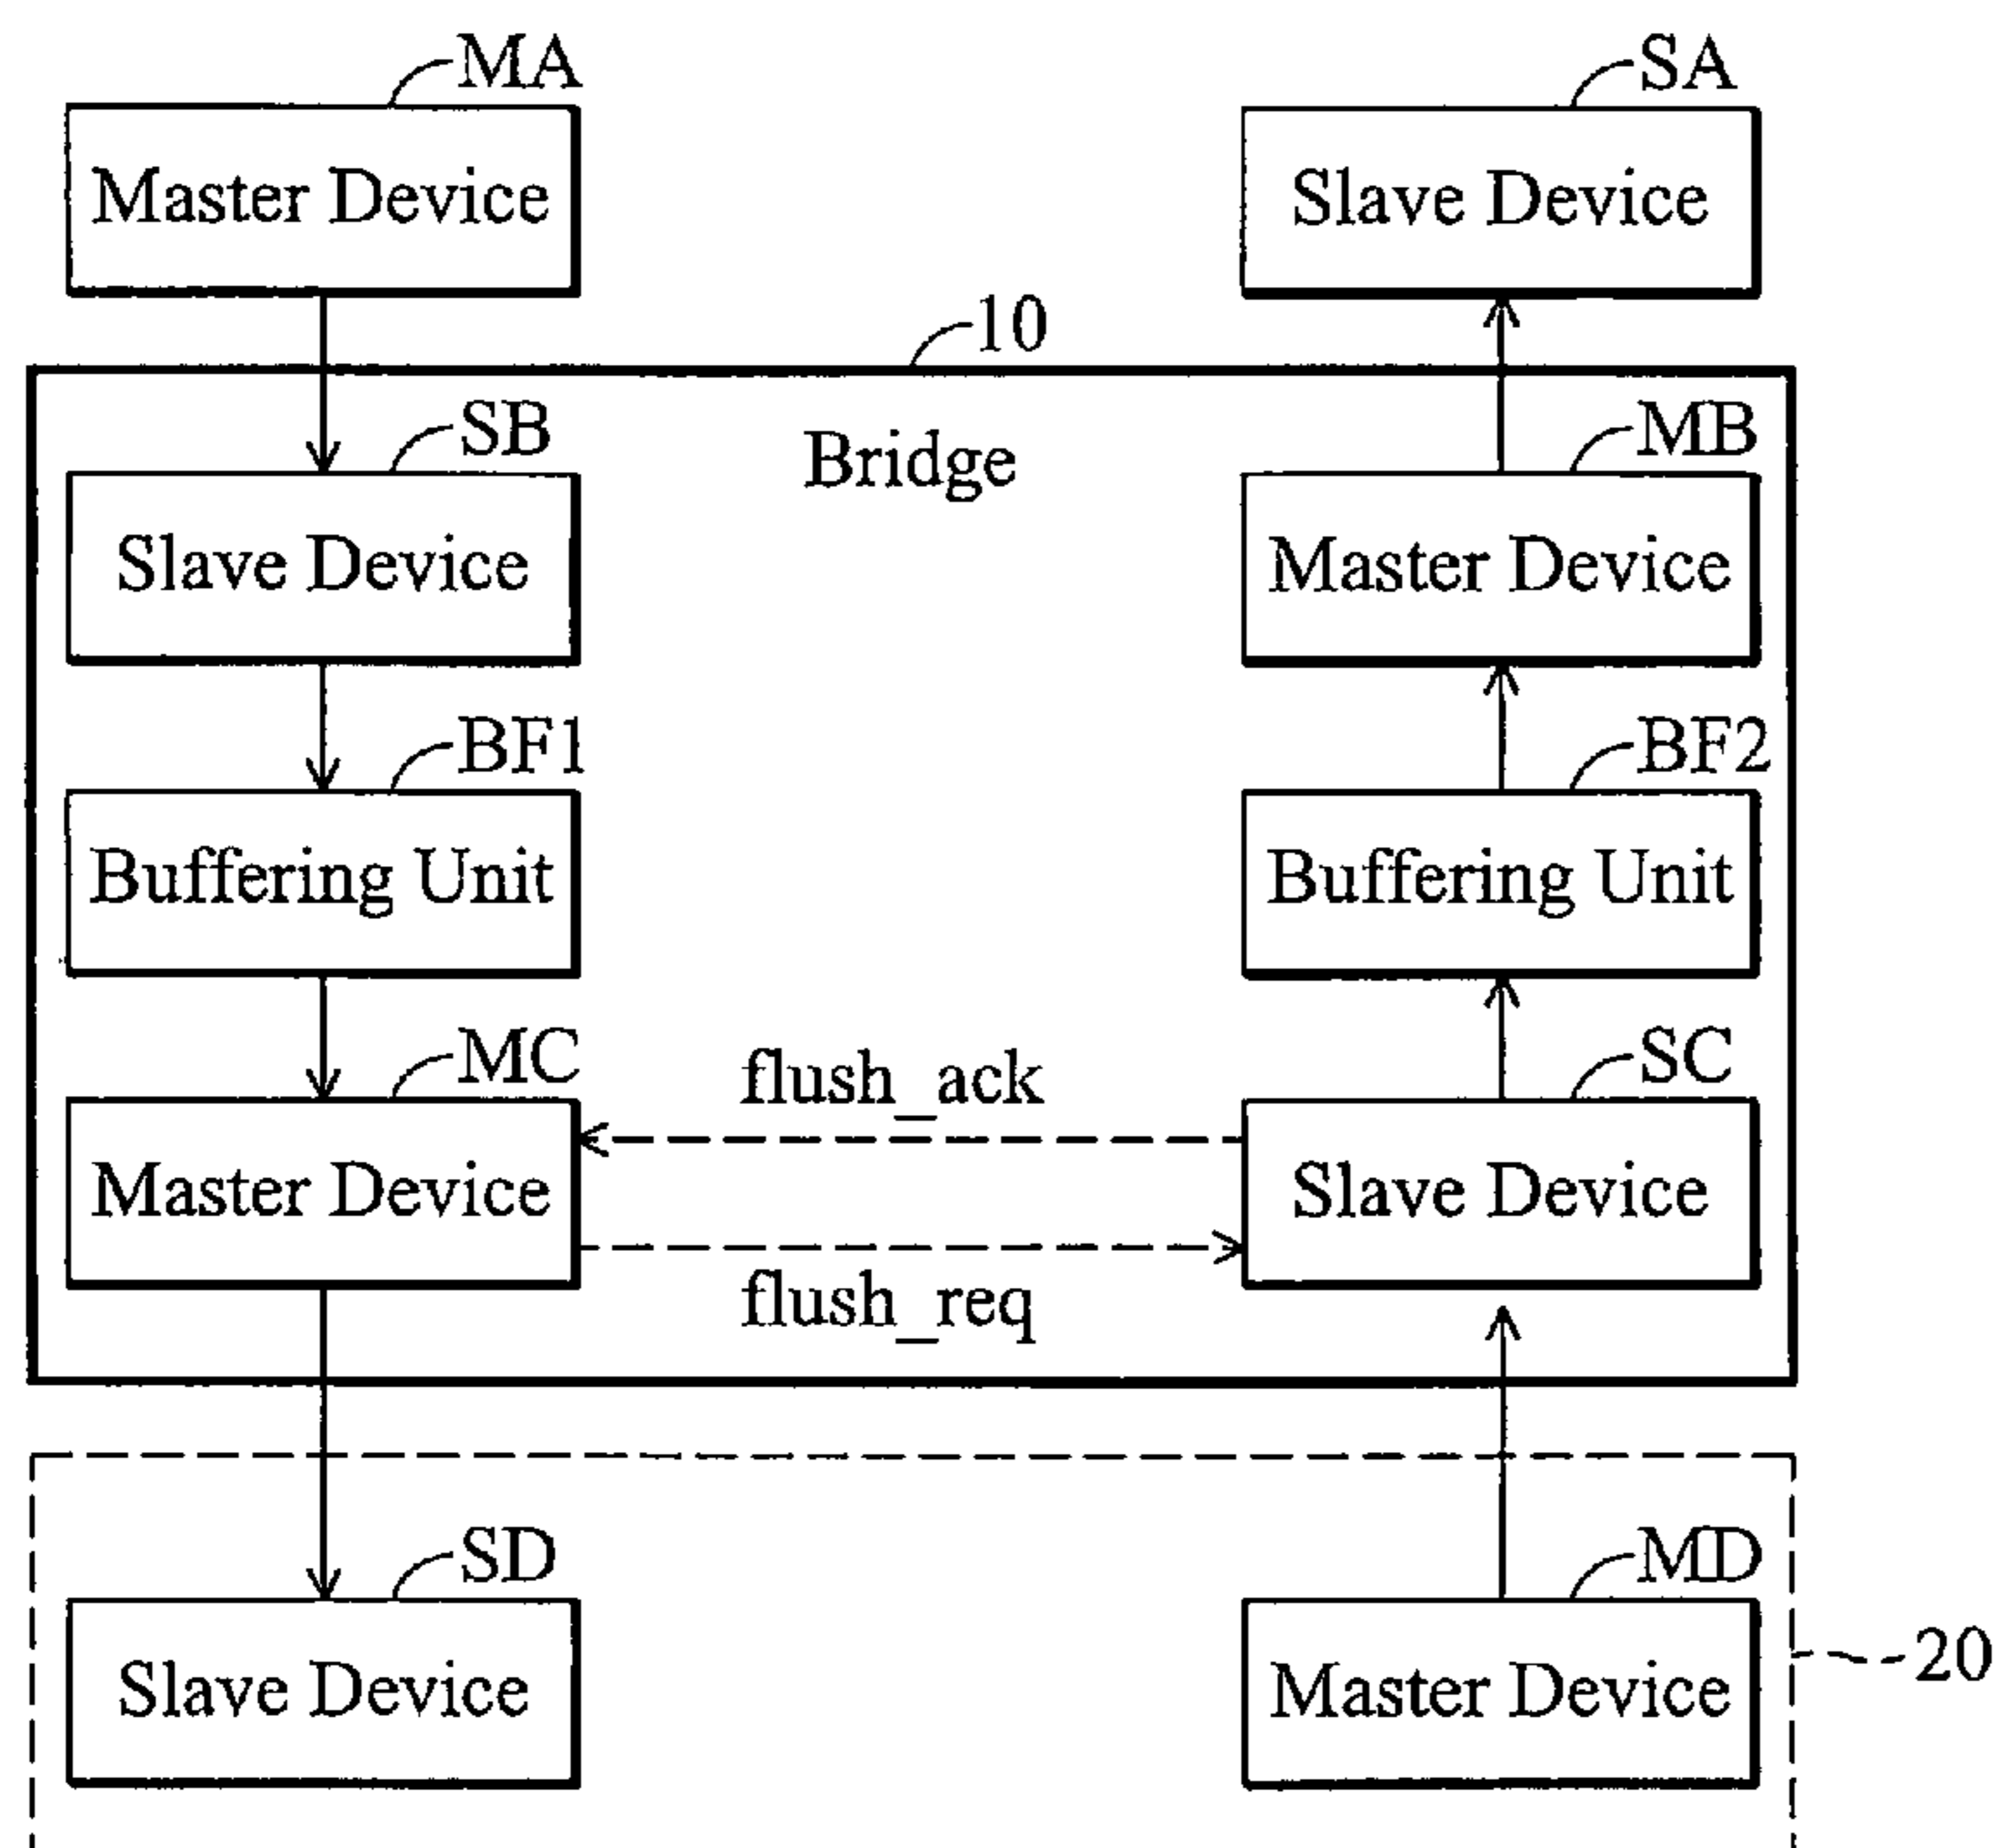 MA
SA
Master Device
Slave Device
10
SB
Bridge
MB
Slave Device
Master Device
BF1
BF2
Buffering Unit
Buffering Unit
MC
flush_ack
SC
Master Device
Slave Device
flush_req
SD
MD
Slave Device
Master Device
20